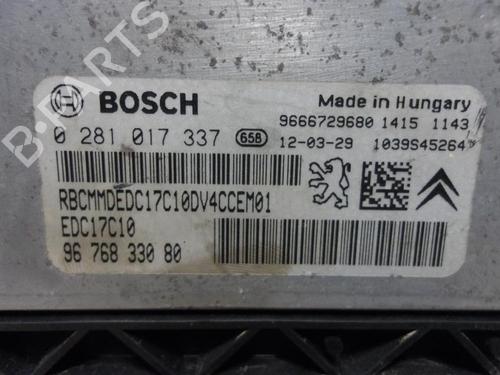 BOSCH
Made in Hungary
9666729680 1415 1143
0 281 017 337 658 12-03-29 1039S45264
RBCMMDEDC17C10DV4CCEM01
EDC17C10
96 768 330 80
B-PARTS